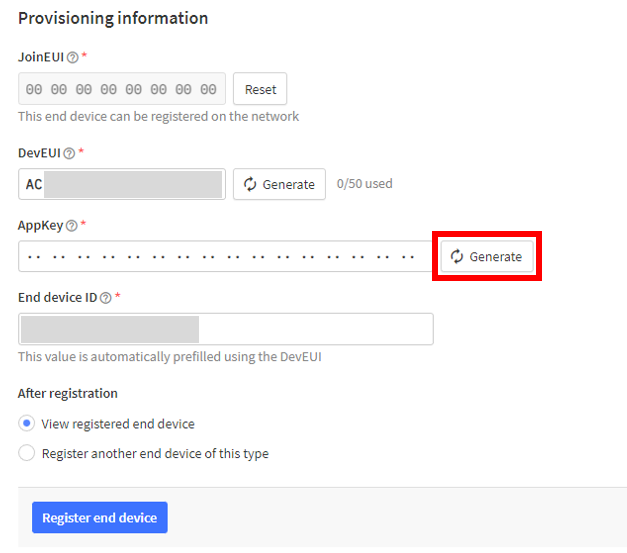 Provisioning information
JoinEUI *
00 00 00 00 00 00 00 00 Reset
This end device can be registered on the network
DevEUI *
AC Generate 0/50 used
AppKey *
·· ·· ·· ·· ·· ·· ·· ·· ·· ·· ·· ·· ·· ·· ·· ·· Generate
End device ID *
This value is automatically prefilled using the DevEUI
After registration
View registered end device
Register another end device of this type
Register end device